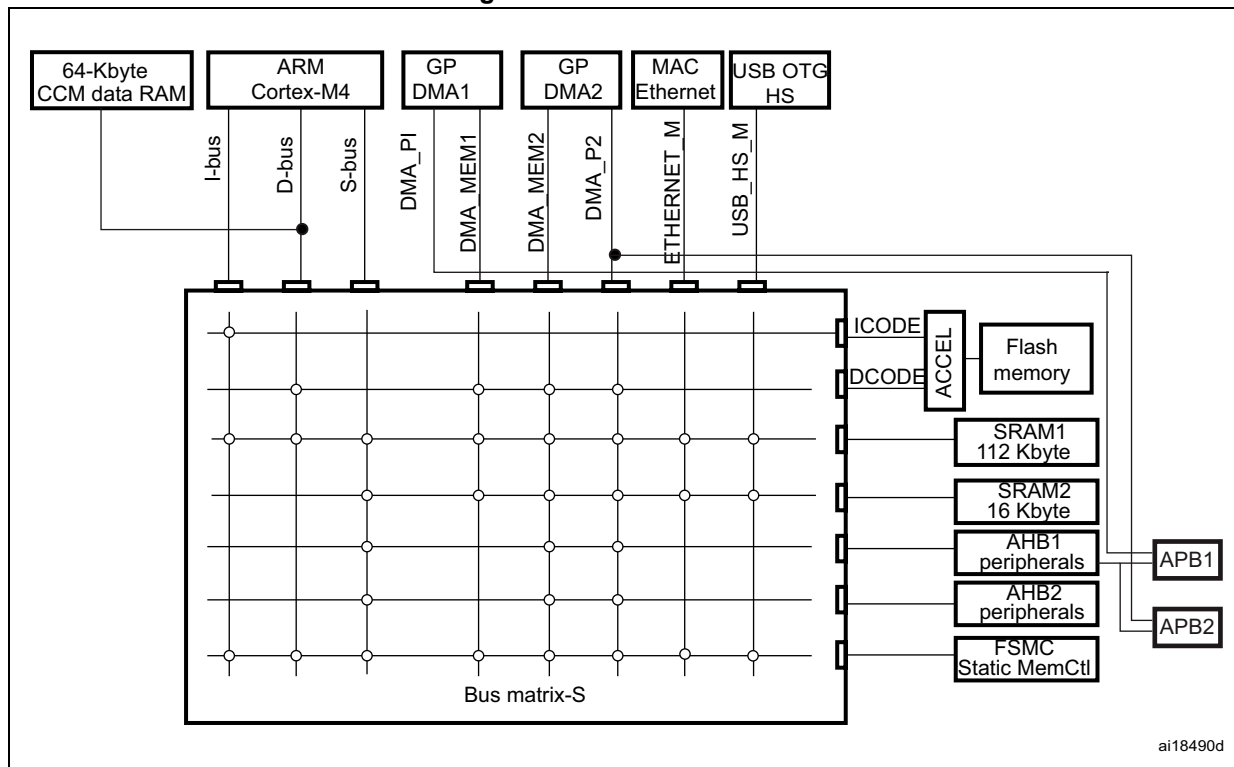 64-Kbyte
CCM data RAM
ARM
Cortex-M4
GP
DMA1
GP
DMA2
MAC
Ethernet
USB OTG
HS
I-bus
D-bus
S-bus
DMA_PI
DMA_MEM1
DMA_MEM2
DMA_P2
ETHERNET_M
USB_HS_M
ICODE
DCODE
ACCEL
Flash
memory
SRAM1
112 Kbyte
SRAM2
16 Kbyte
AHB1
peripherals
AHB2
peripherals
FSMC
Static MemCtl
APB1
APB2
Bus matrix-S
ai18490d